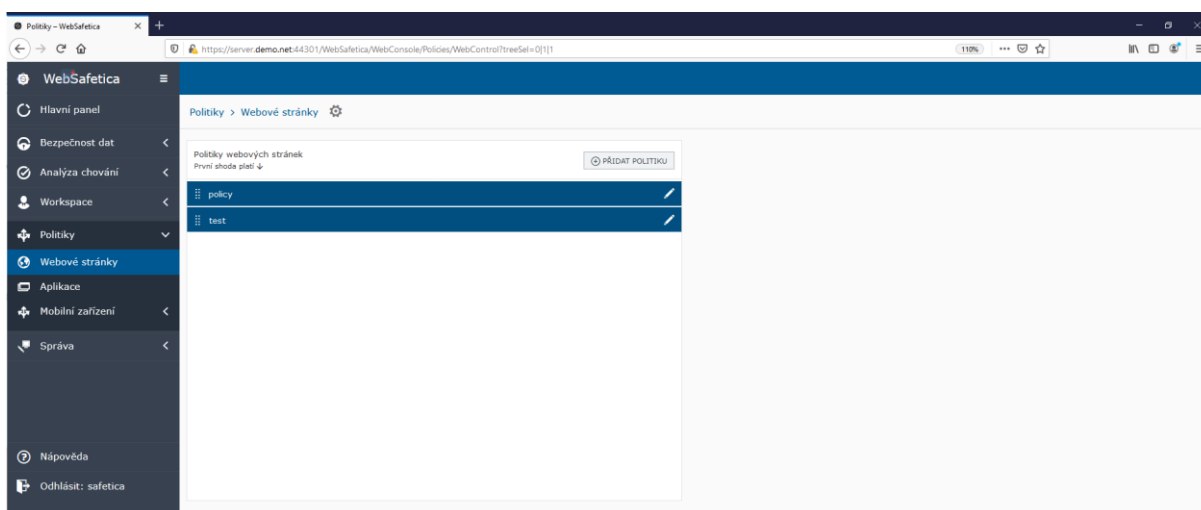 Politiky – WebSafetica
https://server.demo.net:44301/WebSafetica/WebConsole/Policies/WebControl?treeSel=0|1|1
110%
WebSafetica
Hlavní panel
Bezpečnost dat
Analýza chování
Workspace
Politiky
Webové stránky
Aplikace
Mobilní zařízení
Správa
Nápověda
Odhlásit: safetica
Politiky > Webové stránky
Politiky webových stránek
První shoda platí ↓
PŘIDAT POLITIKU
policy
test